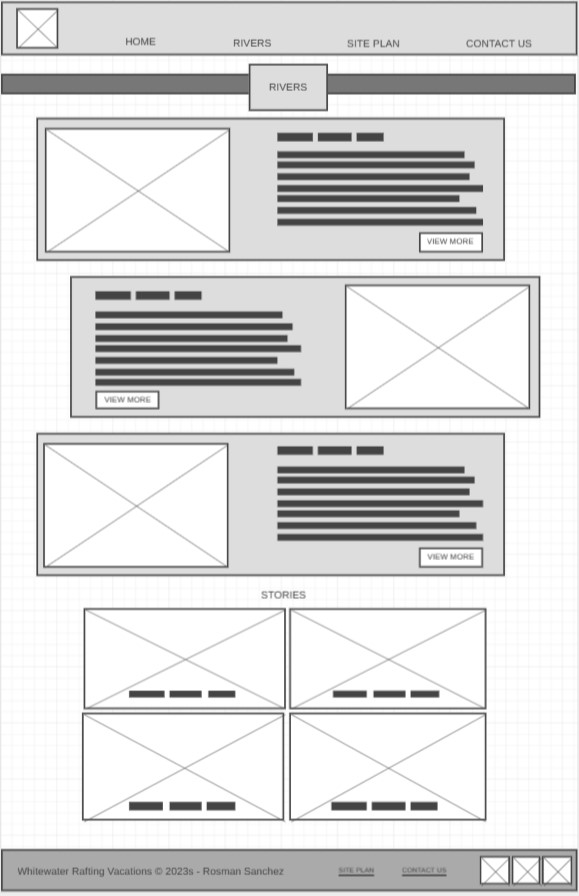 HOME RIVERS SITE PLAN CONTACT US
RIVERS
VIEW MORE
VIEW MORE
VIEW MORE
STORIES
Whitewater Rafting Vacations © 2023s - Rosman Sanchez SITE PLAN CONTACT US